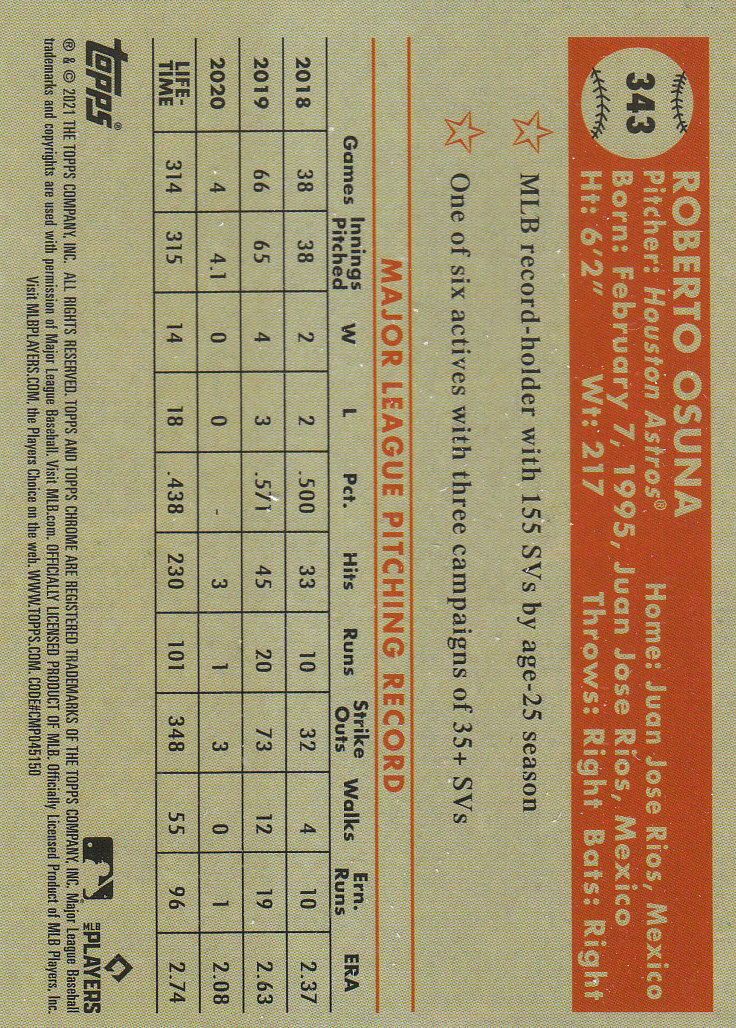 343
ROBERTO OSUNA
Pitcher: Houston Astros® Home: Juan Jose Rios, Mexico
Born: February 7, 1995, Juan Jose Rios, Mexico
Ht: 6'2" Wt: 217 Throws: Right Bats: Right
MLB record-holder with 155 SVs by age-25 season
One of six actives with three campaigns of 35+ SVs
MAJOR LEAGUE PITCHING RECORD
Games Innings Pitched W L Pct. Hits Runs Strike Outs Walks Ern. Runs ERA
2018 38 38 2 2 .500 33 10 32 4 10 2.37
2019 66 65 4 3 .571 45 20 73 12 19 2.63
2020 4 4.1 0 0 - 3 1 3 0 1 2.08
LIFE-TIME 314 315 14 18 .438 230 101 348 55 96 2.74
topps®
MLB PLAYERS
® & © 2021 THE TOPPS COMPANY, INC. ALL RIGHTS RESERVED. TOPPS AND TOPPS CHROME ARE REGISTERED TRADEMARKS OF THE TOPPS COMPANY, INC. Major League Baseball
trademarks and copyrights are used with permission of Major League Baseball. Visit MLB.com. OFFICIALLY LICENSED PRODUCT OF MLB. Officially Licensed Product of MLB Players, Inc.
Visit MLBPLAYERS.COM, the Players Choice on the web. WWW.TOPPS.COM. CODE#CMP045150